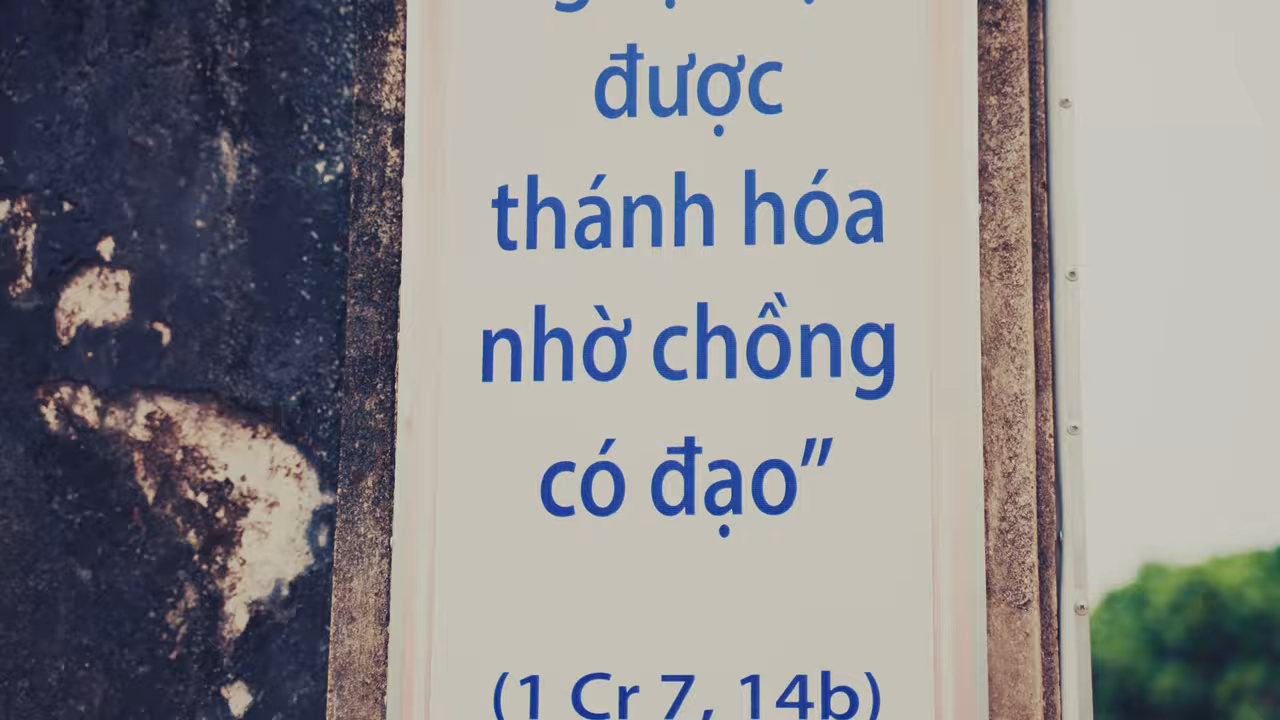 được
thánh hóa
nhờ chồng
có đạo”
(1 Cr 7, 14b)